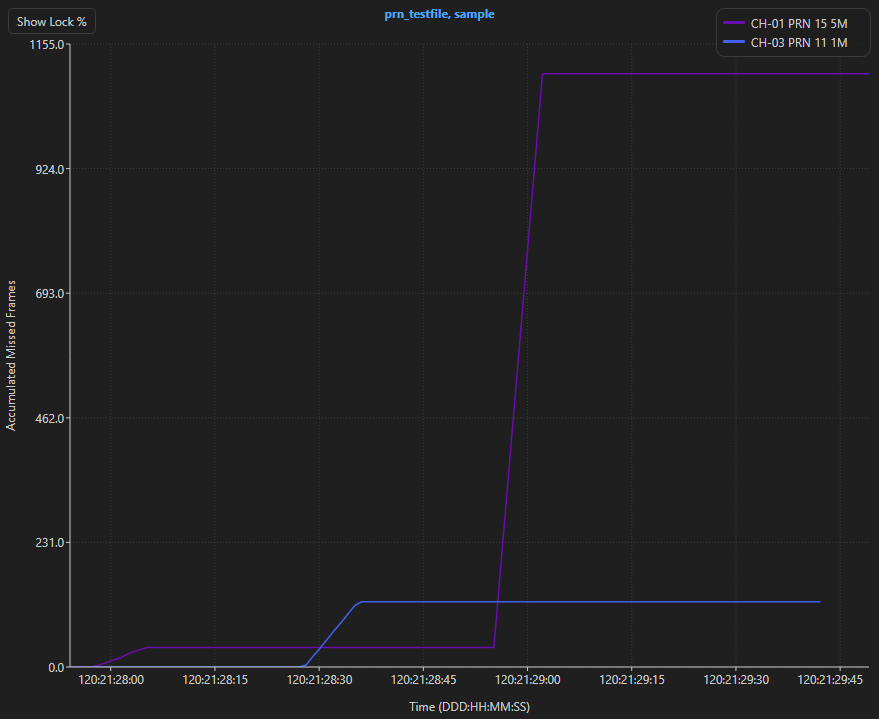 Show Lock %
prn_testfile, sample
CH-01 PRN 15 5M
CH-03 PRN 11 1M
1155.0
924.0
693.0
462.0
231.0
0.0
Accumulated Missed Frames
120:21:28:00 120:21:28:15 120:21:28:30 120:21:28:45 120:21:29:00 120:21:29:15 120:21:29:30 120:21:29:45
Time (DDD:HH:MM:SS)